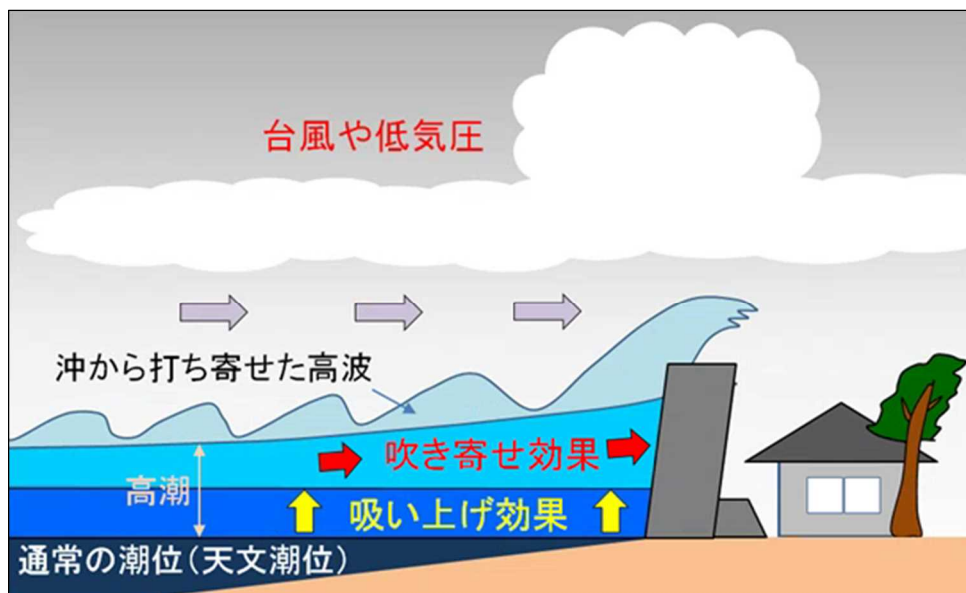 台風や低気圧
沖から打ち寄せた高波
吹き寄せ効果
高潮
吸い上げ効果
通常の潮位(天文潮位)